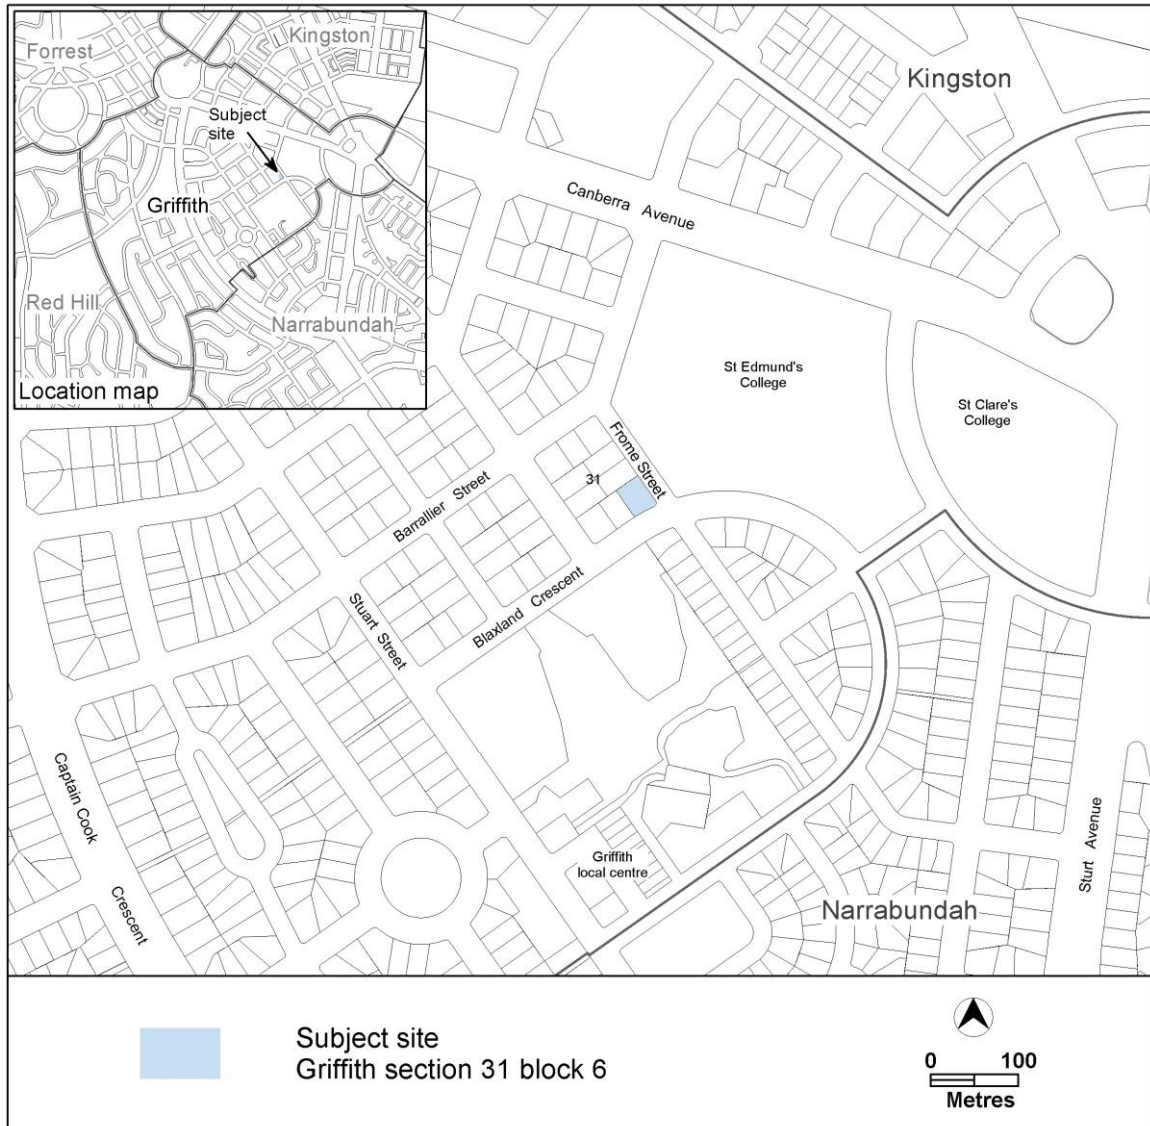 Forrest
Kingston
Subject
site
Griffith
Red Hill
Narrabundah
Location map
Kingston
Canberra Avenue
St Edmund's
College
St Clare's
College
Frome Street
31
Barrallier Street
Blaxland Crescent
Stuart Street
Captain Cook
Crescent
Griffith
local centre
Sturt Avenue
Narrabundah
Subject site
Griffith section 31 block 6
0 100
Metres